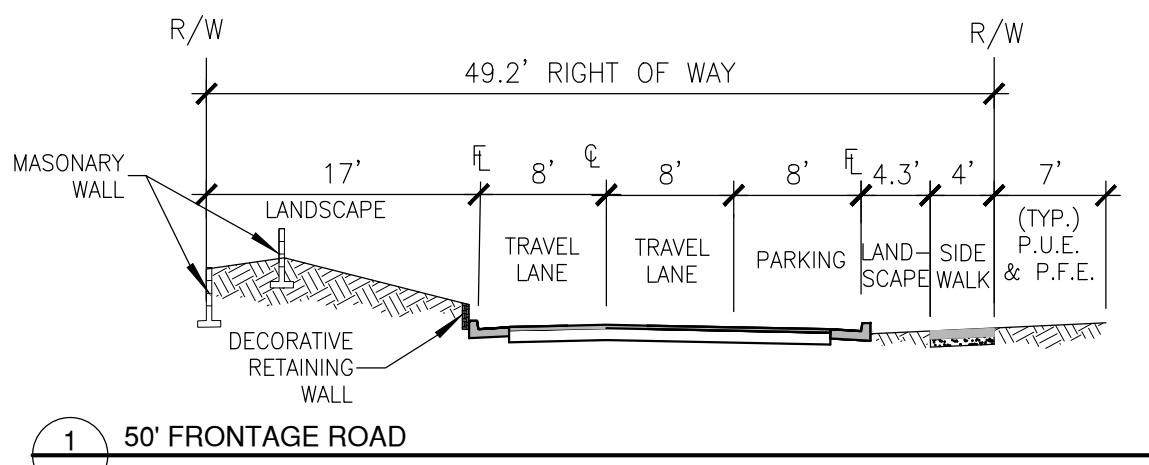 R/W
R/W
49.2' RIGHT OF WAY
MASONARY
WALL
17'
FL
8'
CL
8'
8'
FL
4.3'
4'
7'
LANDSCAPE
TRAVEL
LANE
TRAVEL
LANE
PARKING
LAND-
SCAPE
SIDE
WALK
(TYP.)
P.U.E.
& P.F.E.
DECORATIVE
RETAINING
WALL
1
50' FRONTAGE ROAD